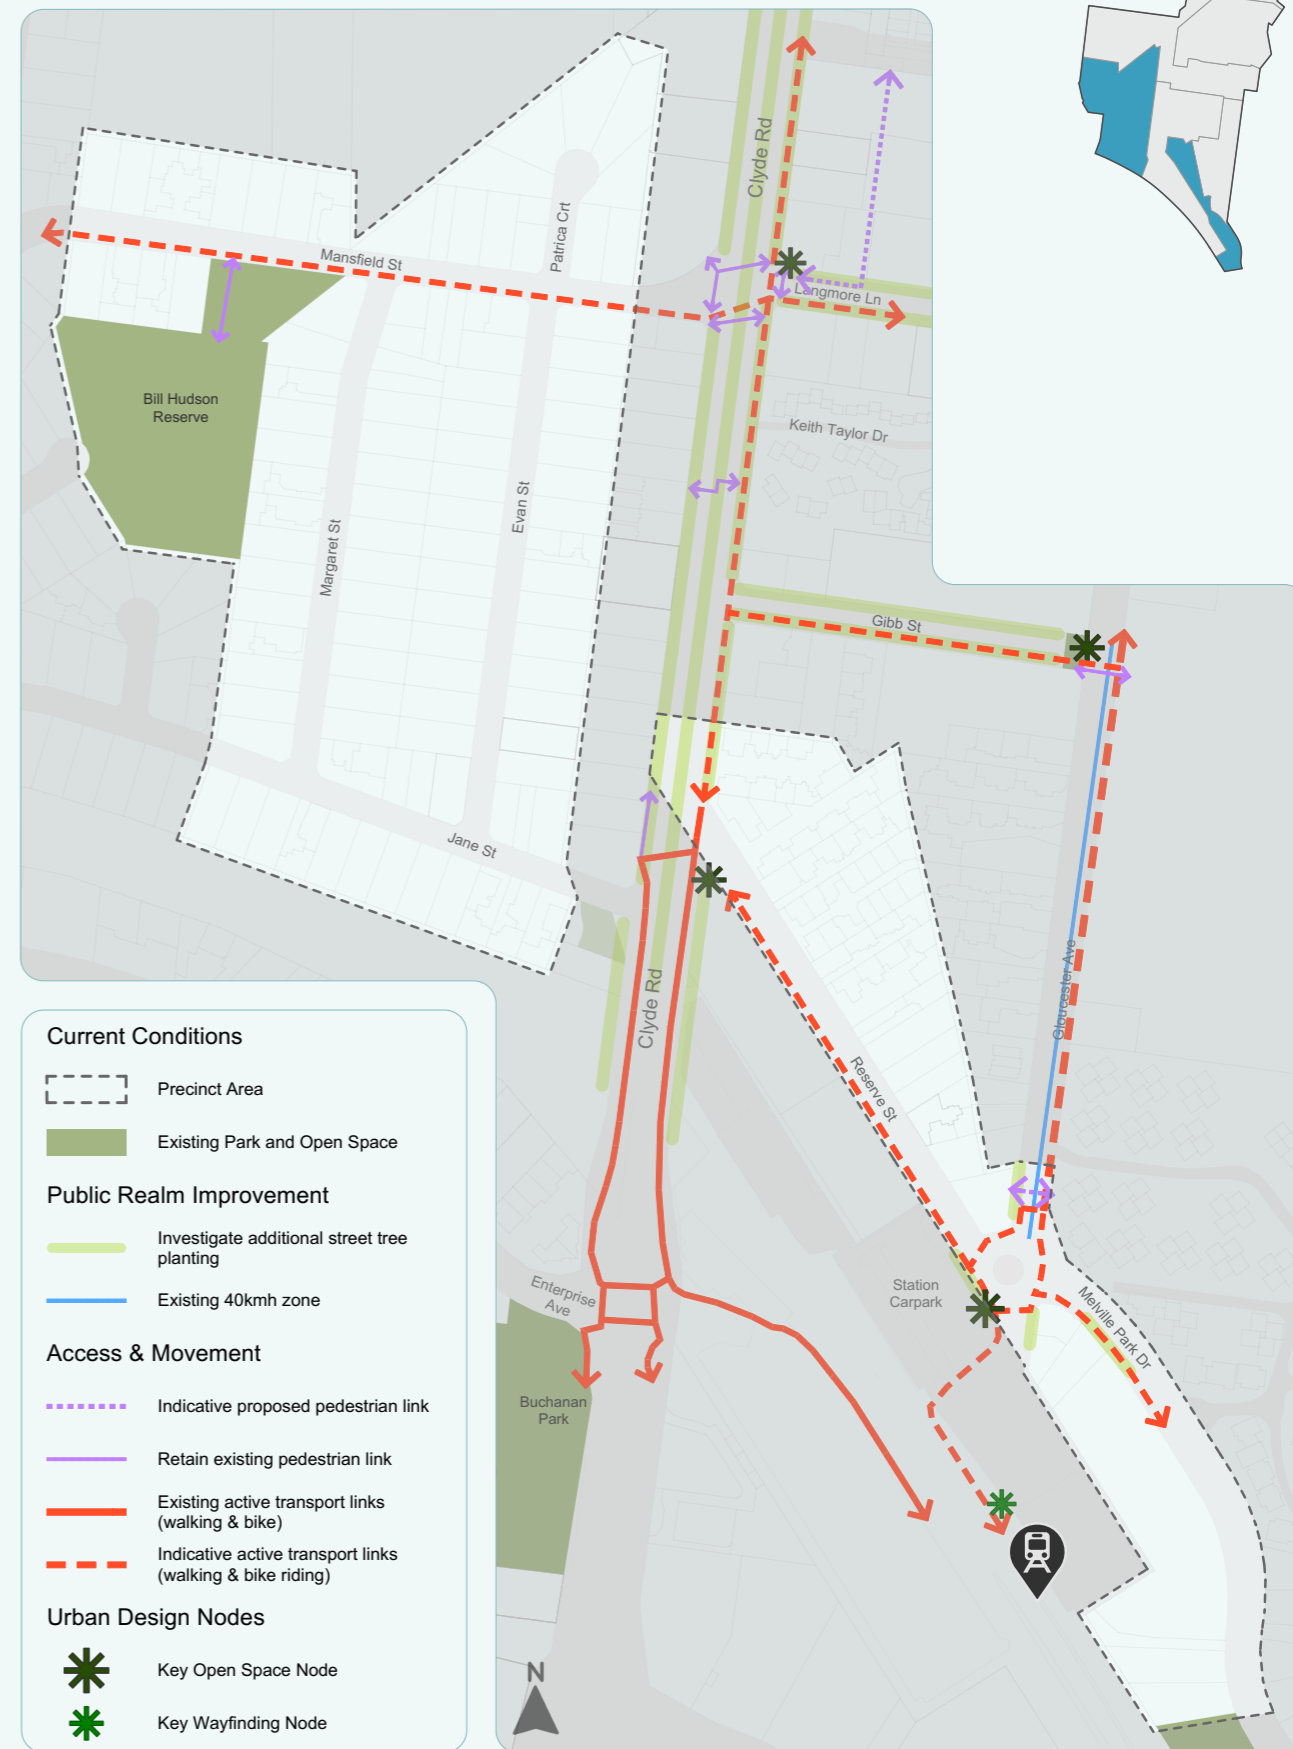 Clyde Rd
Patrica Crt
Mansfield St
Langmore Ln
Bill Hudson
Reserve
Keith Taylor Dr
Evan St
Margaret St
Gibb St
Jane St
Gloucester Ave
Clyde Rd
Reserve St
Station
Carpark
Enterprise
Ave
Melville Park Dr
Buchanan
Park
Current Conditions
Precinct Area
Existing Park and Open Space
Public Realm Improvement
Investigate additional street tree
planting
Existing 40kmh zone
Access & Movement
Indicative proposed pedestrian link
Retain existing pedestrian link
Existing active transport links
(walking & bike)
Indicative active transport links
(walking & bike riding)
Urban Design Nodes
Key Open Space Node
Key Wayfinding Node
N